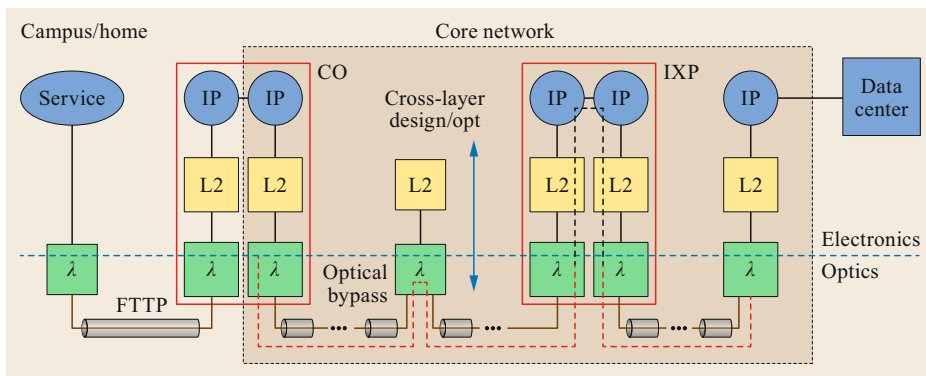 Campus/home
Core network
CO
IXP
Service
IP
IP
Cross-layer
design/opt
IP
IP
IP
Data
center
L2
L2
L2
L2
L2
L2
λ
λ
λ
λ
λ
λ
λ
Electronics
Optics
Optical
bypass
FTTP
•••
•••
•••